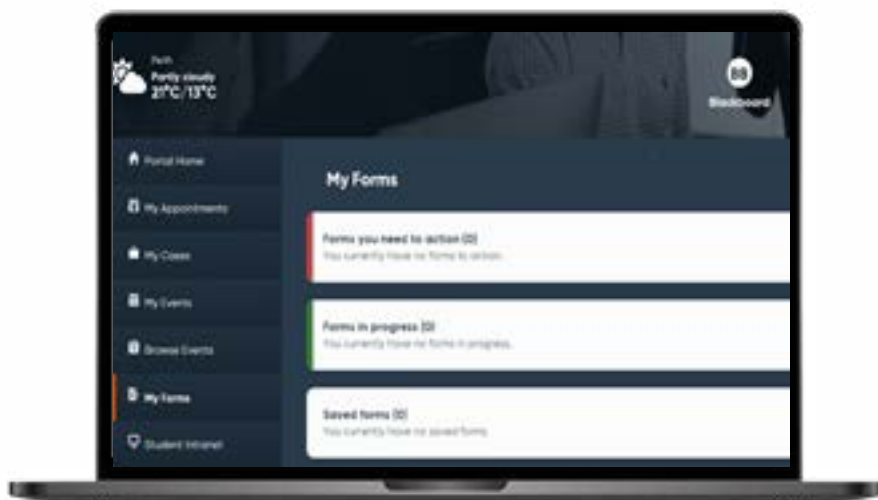 Perth
Partly cloudy
21°C/13°C
BB
Blackboard
Portal Home
My Appointments
My Cases
My Events
Browse Events
My Forms
Student Intranet
My Forms
Forms you need to action (0)
You currently have no forms to action.
Forms in progress (0)
You currently have no forms in progress.
Saved forms (0)
You currently have no saved forms.